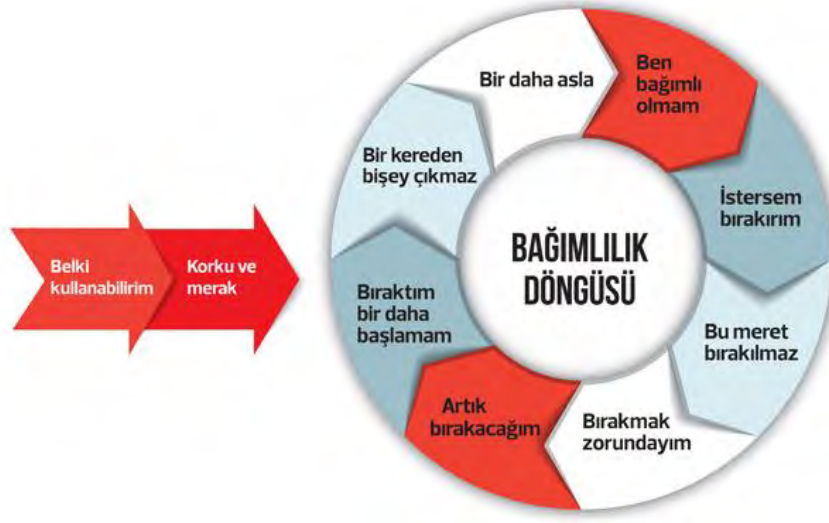 Belki
kullanabilirim
Korku ve
merak
BAĞIMLILIK
DÖNGÜSÜ
Bir kereden
bişey çıkmaz
Bir daha asla
Ben
bağımlı
olmam
İstersem
bırakırım
Bu meret
bırakılmaz
Bırakmak
zorundayım
Artık
bırakacağım
Bıraktım
bir daha
başlamam